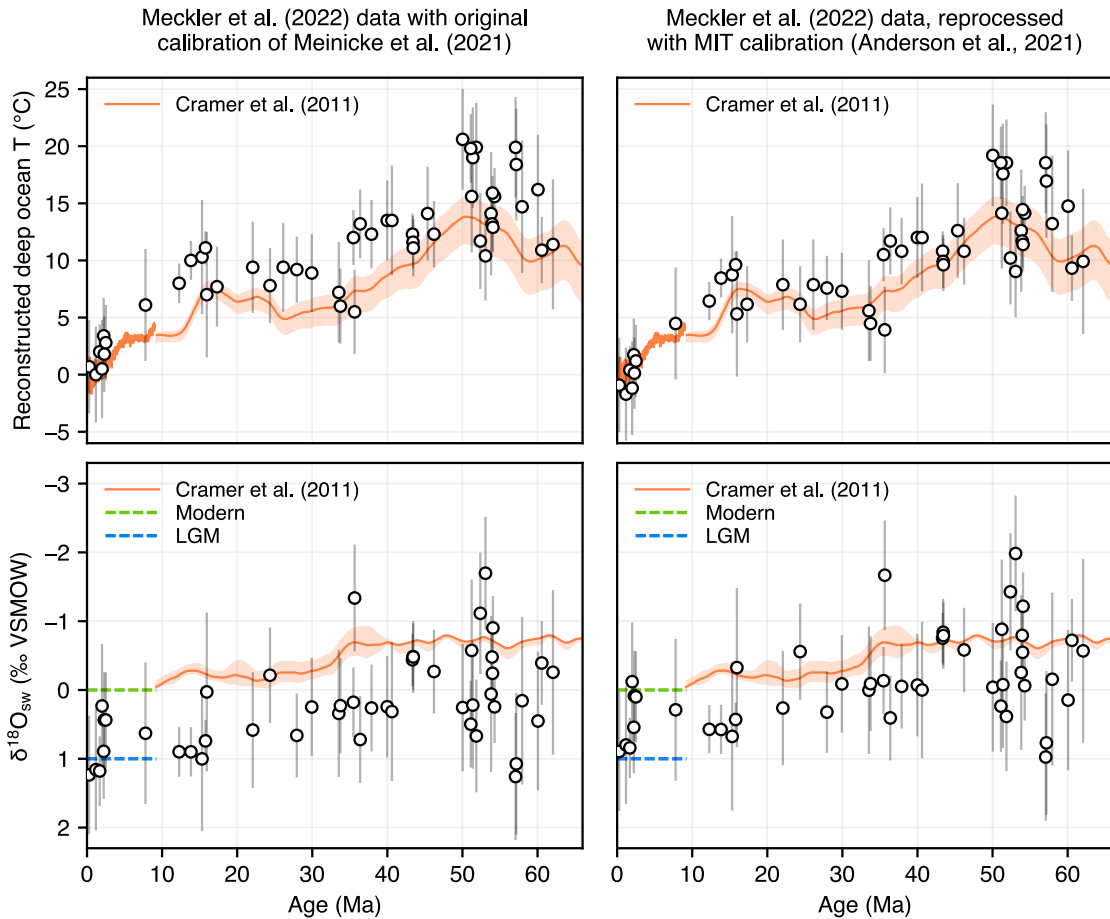 Meckler et al. (2022) data with original
calibration of Meinicke et al. (2021)
Meckler et al. (2022) data, reprocessed
with MIT calibration (Anderson et al., 2021)
Reconstructed deep ocean T (°C)
25
20
15
10
5
0
−5
Cramer et al. (2011)
Cramer et al. (2011)
δ18Osw (‰ VSMOW)
−3
−2
−1
0
1
2
Cramer et al. (2011)
Modern
LGM
Cramer et al. (2011)
Modern
LGM
0 10 20 30 40 50 60
Age (Ma)
0 10 20 30 40 50 60
Age (Ma)